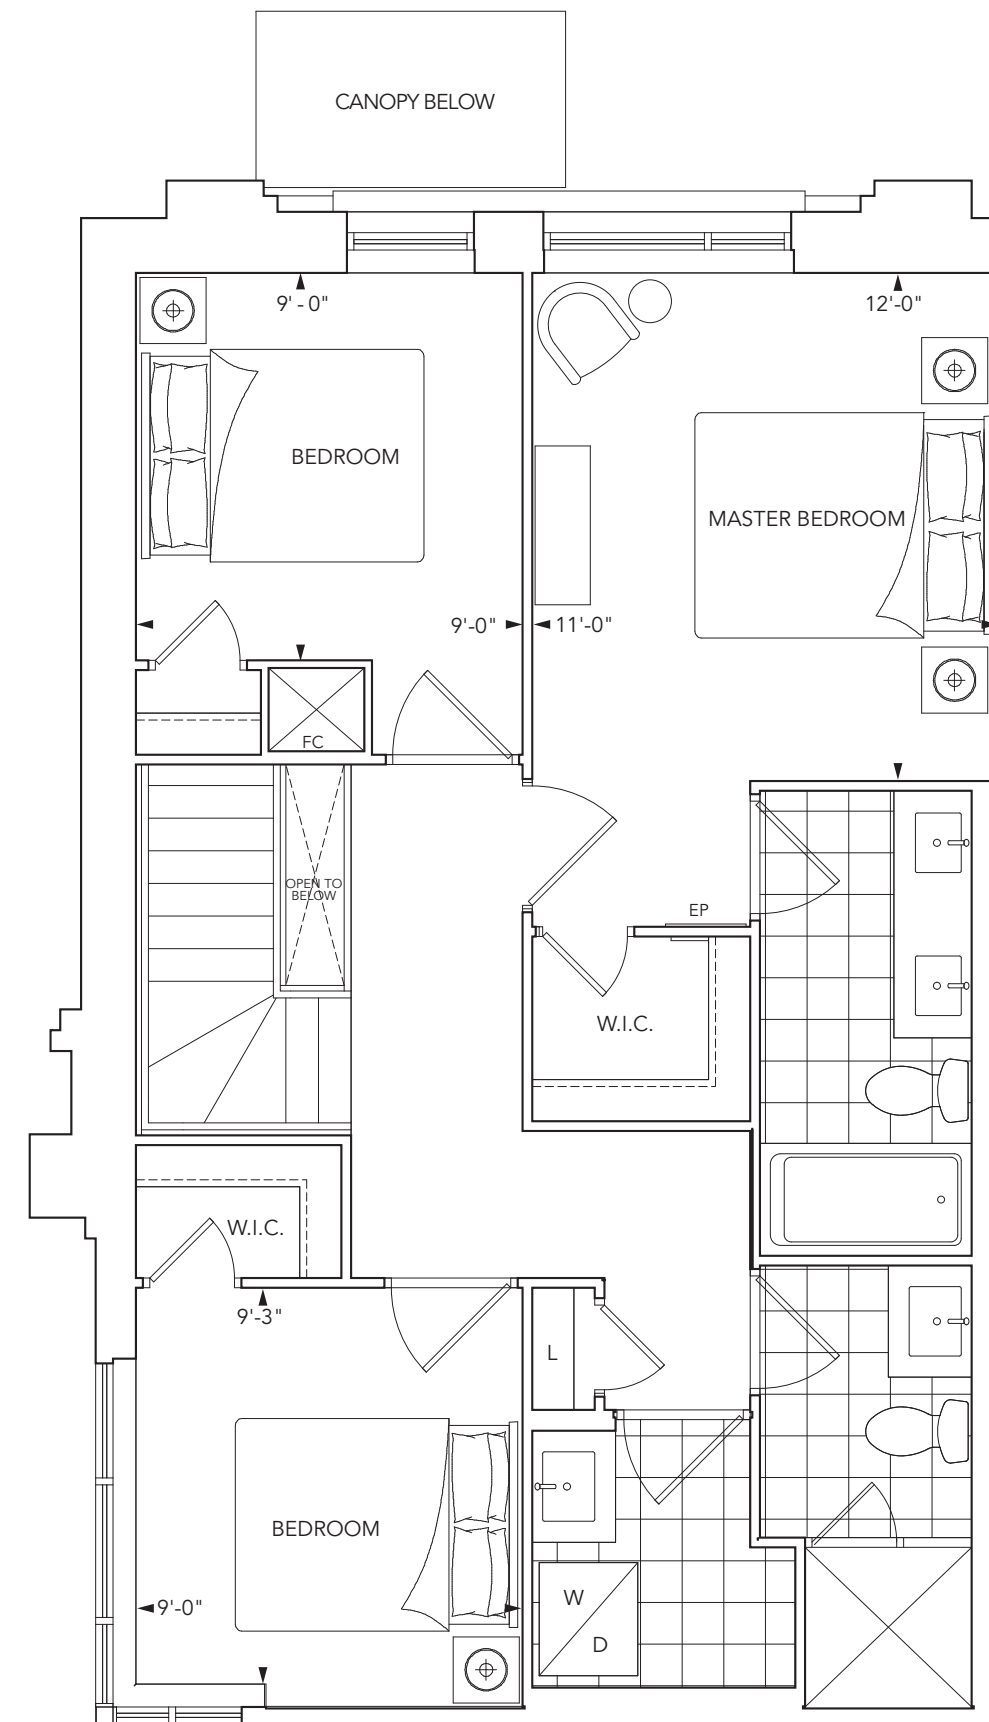 CANOPY BELOW
9'-0"
12'-0"
BEDROOM
MASTER BEDROOM
9'-0"
11'-0"
FC
OPEN TO
BELOW
EP
W.I.C.
W.I.C.
9'-3"
L
BEDROOM
W
9'-0"
D